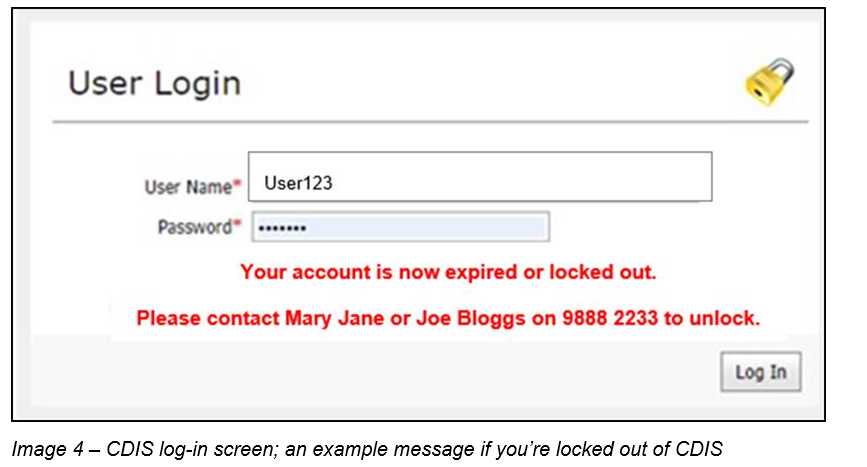 User Login
User Name* User123
Password* •••••••
Your account is now expired or locked out.
Please contact Mary Jane or Joe Bloggs on 9888 2233 to unlock.
Log In
Image 4 – CDIS log-in screen; an example message if you’re locked out of CDIS